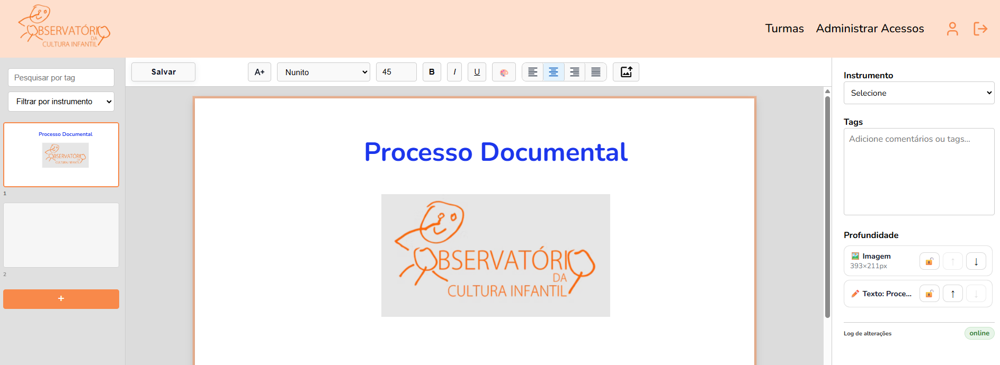 OBSERVATÓRIO
DA
CULTURA INFANTIL
Turmas
Administrar Acessos
Pesquisar por tag
Filtrar por instrumento
Processo Documental
OBSERVATÓRIO
DA
CULTURA INFANTIL
1
2
+
Salvar
A+
Nunito
45
B
I
U
Processo Documental
OBSERVATÓRIO
DA
CULTURA INFANTIL
Instrumento
Selecione
Tags
Adicione comentários ou tags...
Profundidade
Imagem
393×211px
↑
↓
Texto: Proce...
↑
↓
Log de alterações
online